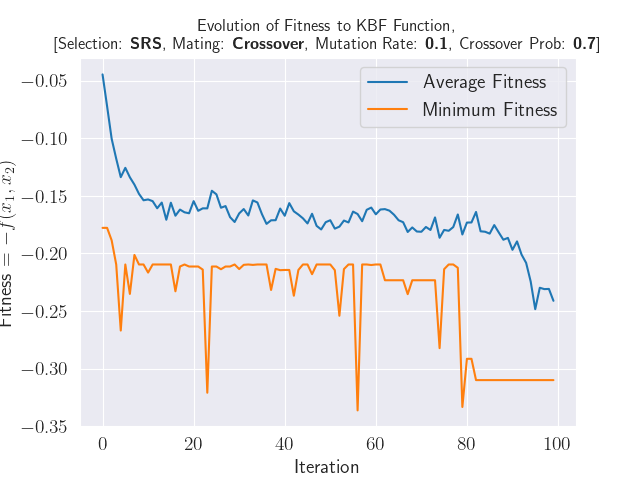 Evolution of Fitness to KBF Function,
[Selection: SRS, Mating: Crossover, Mutation Rate: 0.1, Crossover Prob: 0.7]
Average Fitness
Minimum Fitness
−0.05
−0.10
−0.15
−0.20
−0.25
−0.30
−0.35
Fitness = −f(x₁, x₂)
0 20 40 60 80 100
Iteration